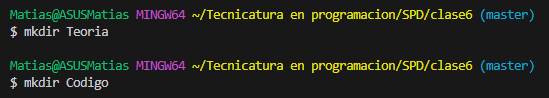 Matias@ASUSMatias MINGW64 ~/Tecnicatura en programacion/SPD/clase6 (master)
$ mkdir Teoria
Matias@ASUSMatias MINGW64 ~/Tecnicatura en programacion/SPD/clase6 (master)
$ mkdir Codigo